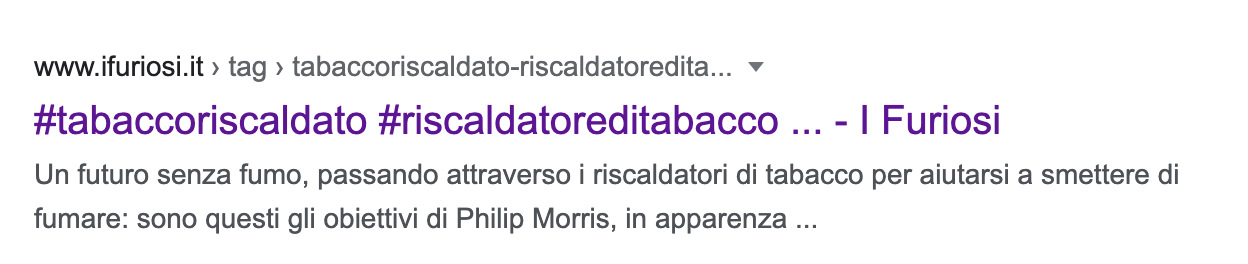 www.ifuriosi.it › tag › tabaccoriscaldato-riscaldatoredita...
#tabaccoriscaldato #riscaldatoreditabacco ... - I Furiosi
Un futuro senza fumo, passando attraverso i riscaldatori di tabacco per aiutarsi a smettere di
fumare: sono questi gli obiettivi di Philip Morris, in apparenza ...